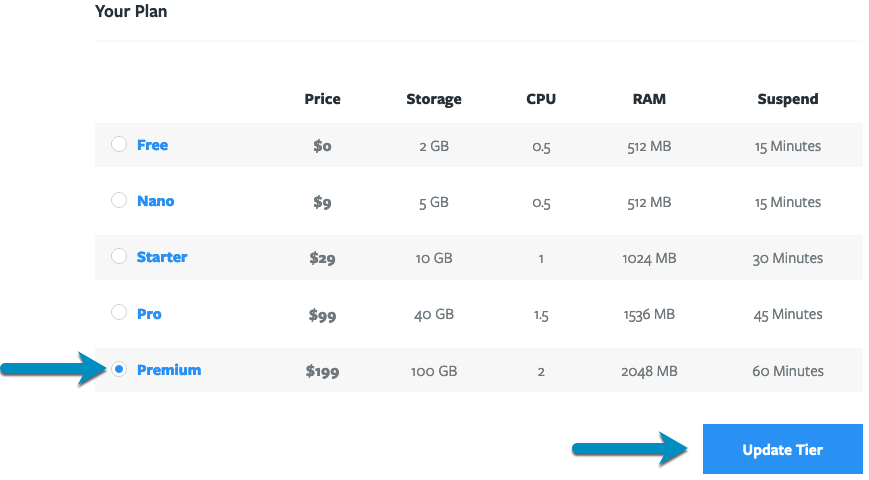 Your Plan
Price Storage CPU RAM Suspend
Free $0 2 GB 0.5 512 MB 15 Minutes
Nano $9 5 GB 0.5 512 MB 15 Minutes
Starter $29 10 GB 1 1024 MB 30 Minutes
Pro $99 40 GB 1.5 1536 MB 45 Minutes
Premium $199 100 GB 2 2048 MB 60 Minutes
Update Tier